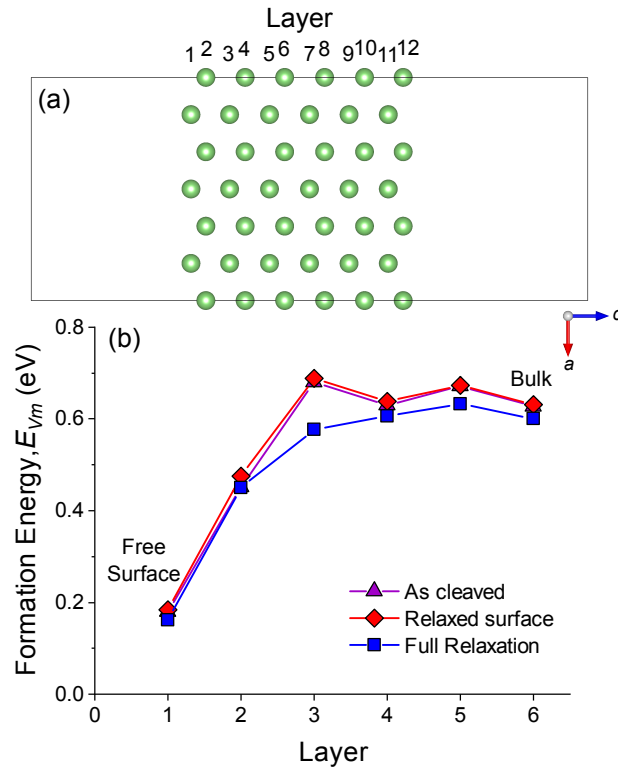 Layer
1 2 3 4 5 6 7 8 9 10 11 12
(a)
c
a
(b)
Formation Energy, E_Vm (eV)
0.8
0.6
0.4
0.2
0.0
Bulk
Free
Surface
As cleaved
Relaxed surface
Full Relaxation
0 1 2 3 4 5 6
Layer